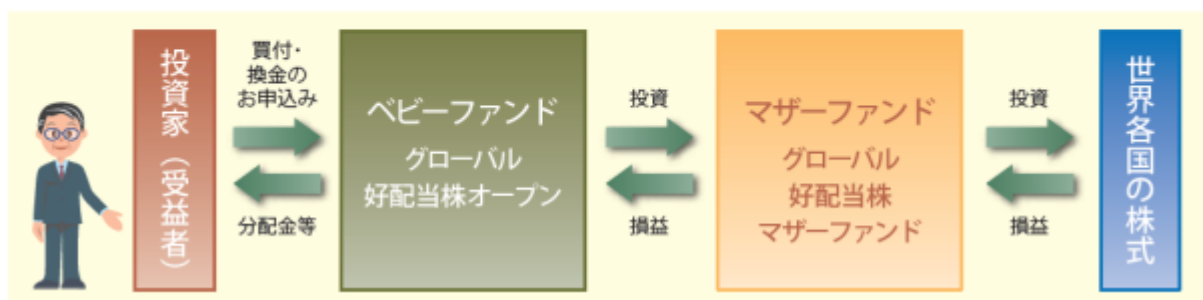 投資家（受益者）
買付・
換金の
お申込み
分配金等
ベビーファンド
グローバル
好配当株オープン
投資
損益
マザーファンド
グローバル
好配当株
マザーファンド
投資
損益
世界各国の株式